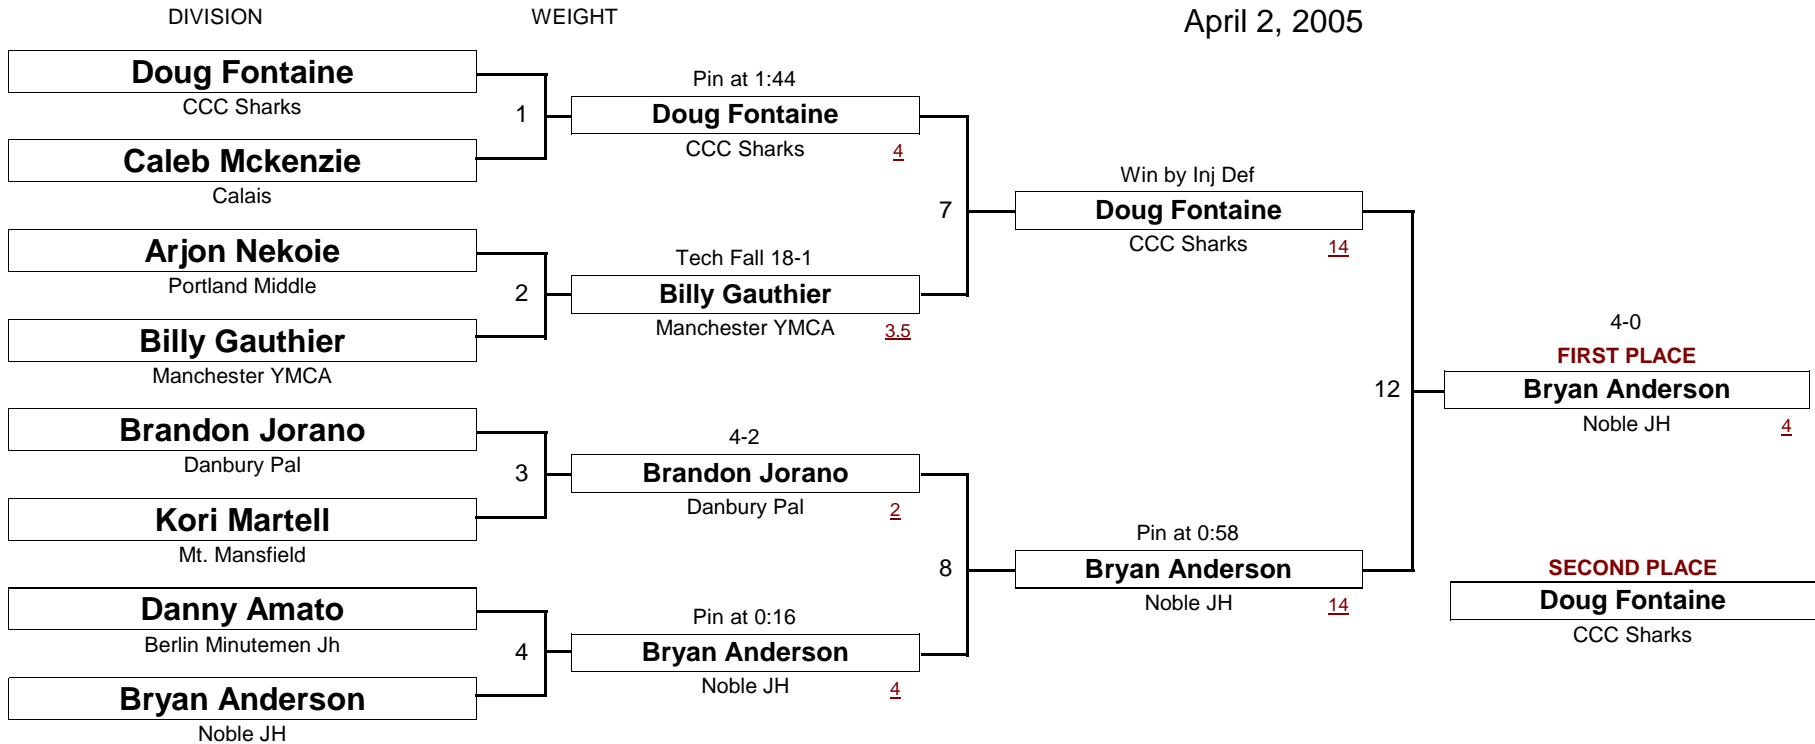 DIVISION
WEIGHT
April 2, 2005
Doug Fontaine
CCC Sharks
1
Caleb Mckenzie
Calais
Arjon Nekoie
Portland Middle
2
Billy Gauthier
Manchester YMCA
Brandon Jorano
Danbury Pal
3
Kori Martell
Mt. Mansfield
Danny Amato
Berlin Minutemen Jh
4
Bryan Anderson
Noble JH
Pin at 1:44
Doug Fontaine
CCC Sharks
4
7
Tech Fall 18-1
Billy Gauthier
Manchester YMCA
3.5
4-2
Brandon Jorano
Danbury Pal
2
8
Pin at 0:16
Bryan Anderson
Noble JH
4
Win by Inj Def
Doug Fontaine
CCC Sharks
14
12
Pin at 0:58
Bryan Anderson
Noble JH
14
4-0
FIRST PLACE
Bryan Anderson
Noble JH
4
SECOND PLACE
Doug Fontaine
CCC Sharks